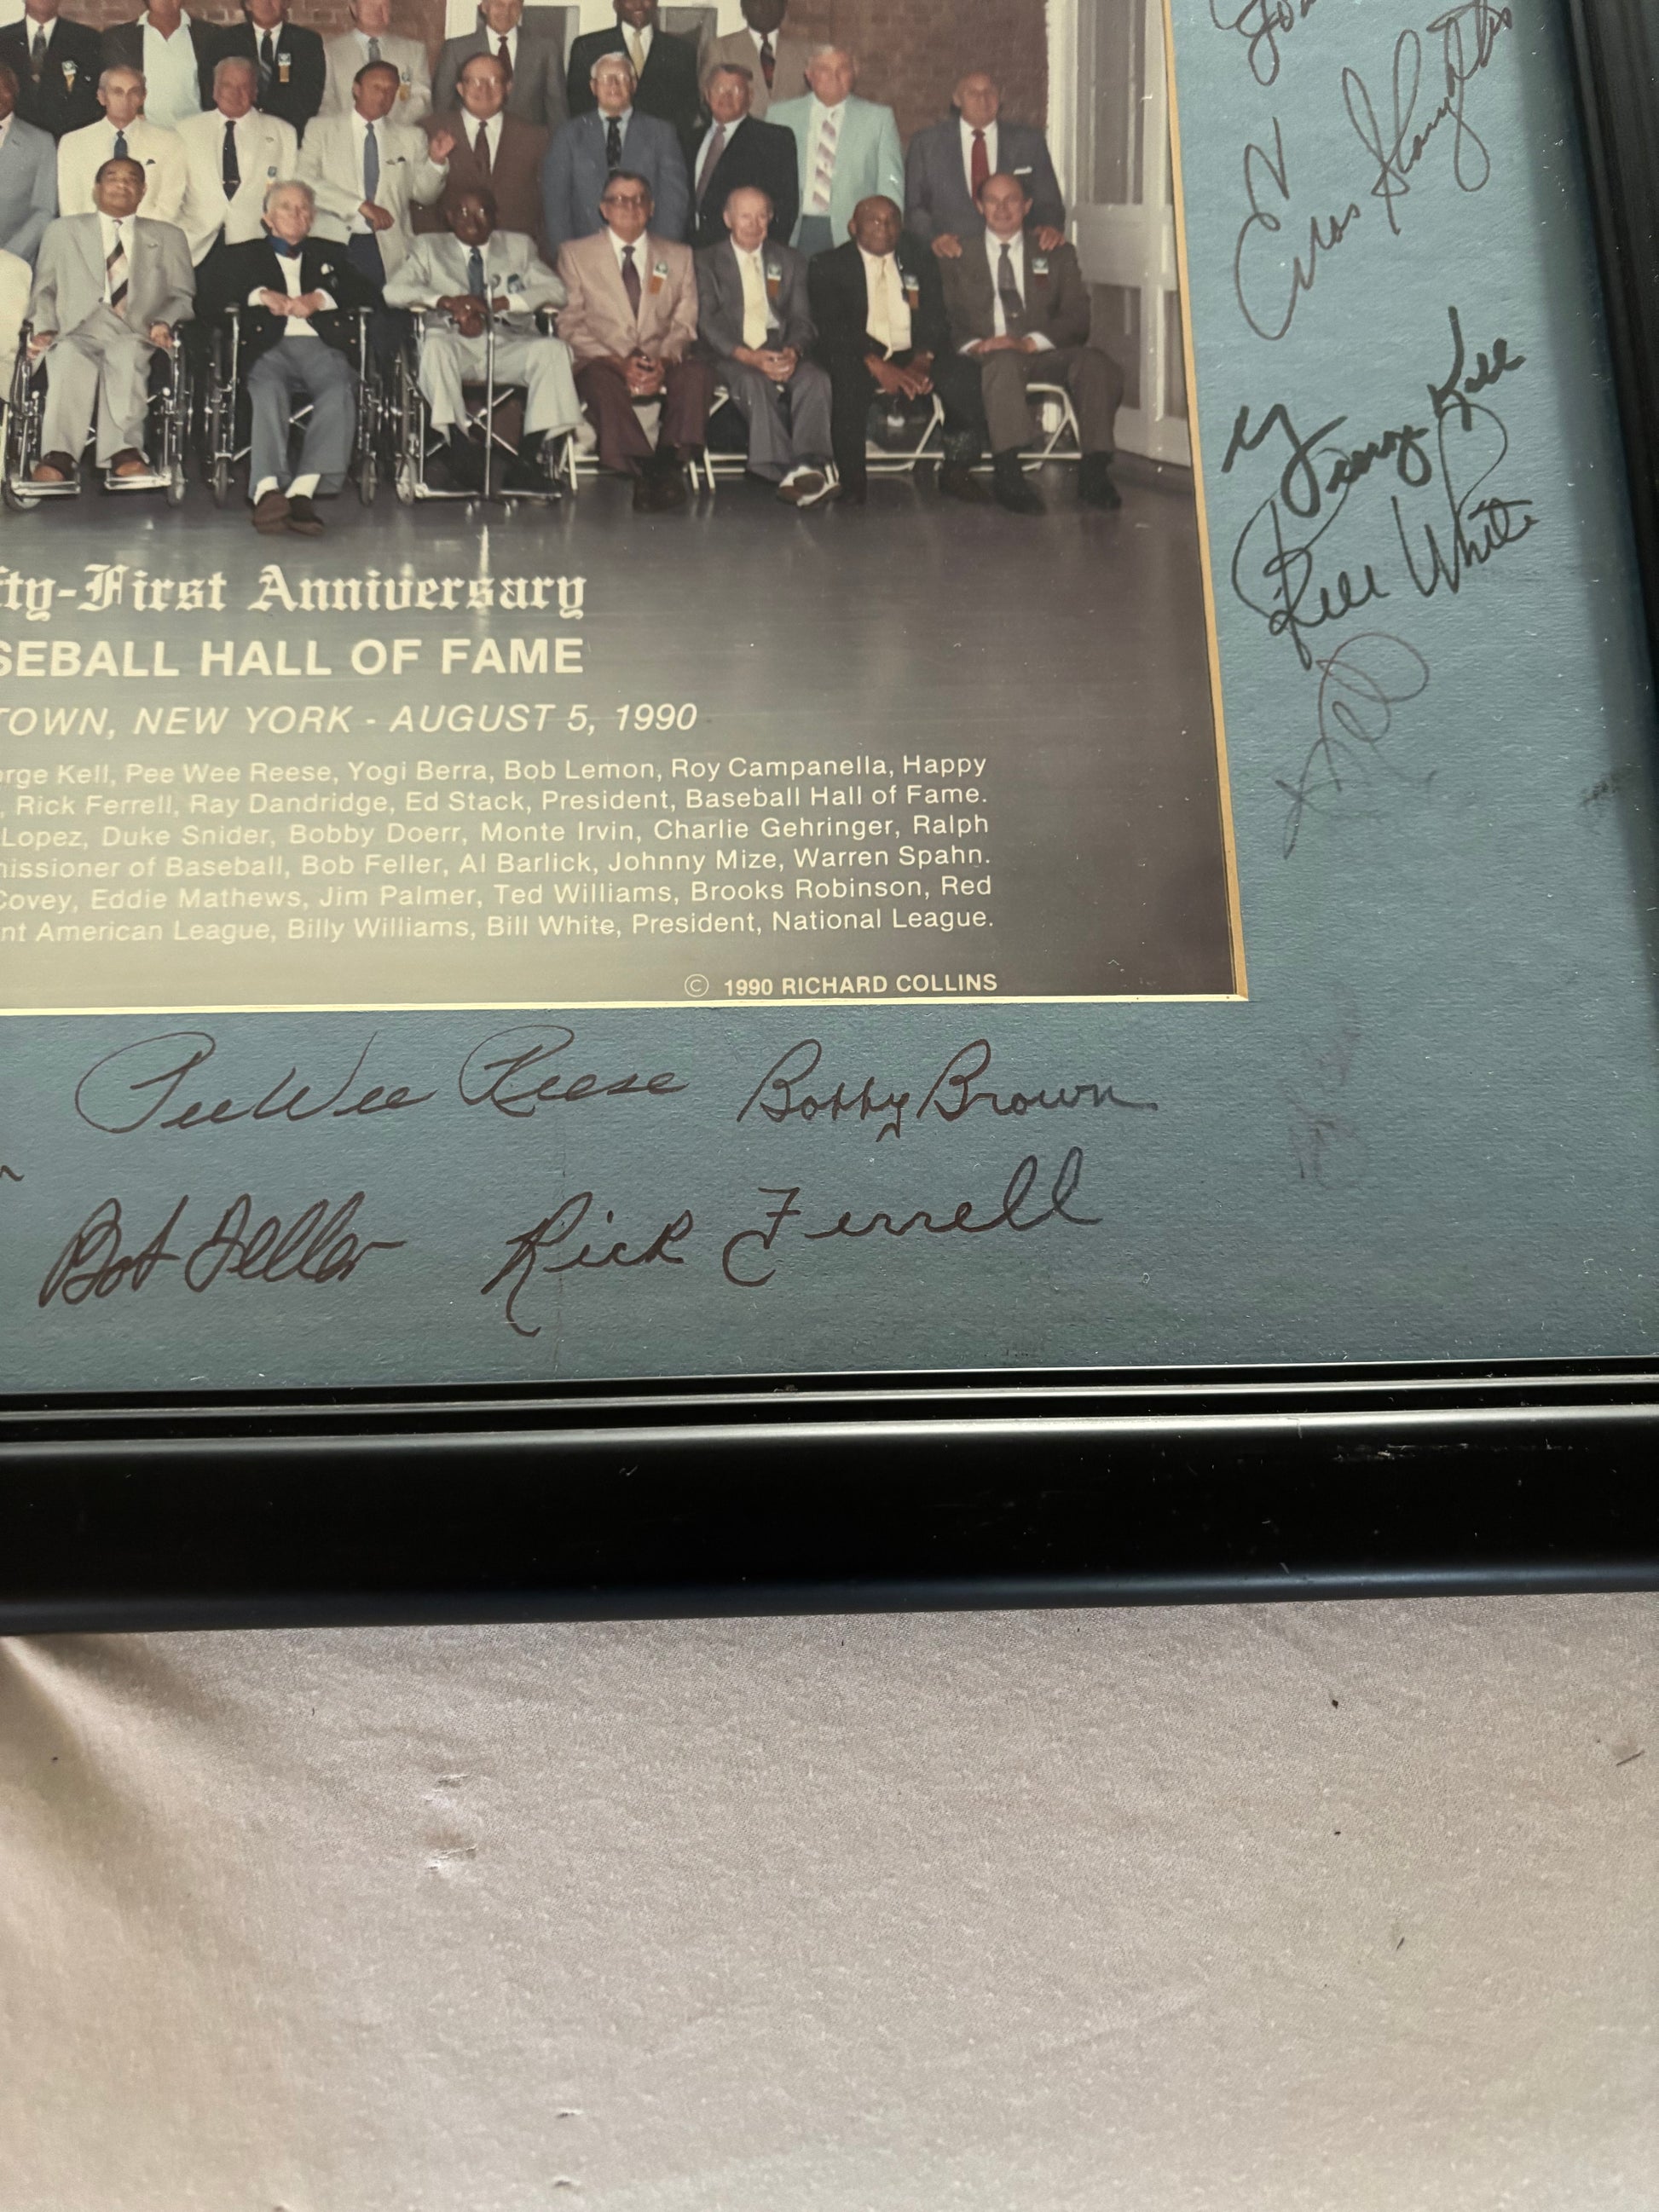 Enos Slaughter
George Kell
Bill White
ty-First Anniversary
SEBALL HALL OF FAME
TOWN, NEW YORK - AUGUST 5, 1990
rge Kell, Pee Wee Reese, Yogi Berra, Bob Lemon, Roy Campanella, Happy
, Rick Ferrell, Ray Dandridge, Ed Stack, President, Baseball Hall of Fame.
Lopez, Duke Snider, Bobby Doerr, Monte Irvin, Charlie Gehringer, Ralph
missioner of Baseball, Bob Feller, Al Barlick, Johnny Mize, Warren Spahn.
Covey, Eddie Mathews, Jim Palmer, Ted Williams, Brooks Robinson, Red
nt American League, Billy Williams, Bill White, President, National League.
© 1990 RICHARD COLLINS
Pee Wee Reese Bobby Brown
Bob Feller Rick Ferrell